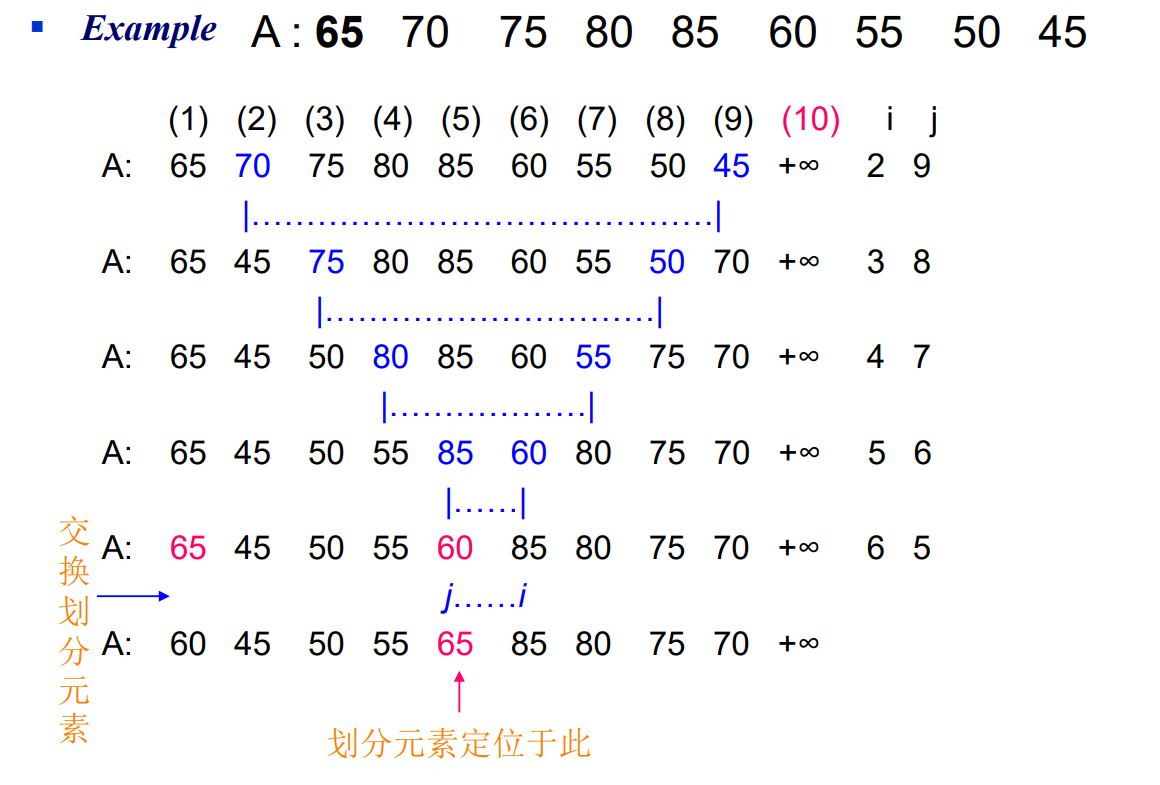 ▪ Example A : 65 70 75 80 85 60 55 50 45
(1) (2) (3) (4) (5) (6) (7) (8) (9) (10) i j
A: 65 70 75 80 85 60 55 50 45 +∞ 2 9
|...........................................|
A: 65 45 75 80 85 60 55 50 70 +∞ 3 8
|..............................|
A: 65 45 50 80 85 60 55 75 70 +∞ 4 7
|..................|
A: 65 45 50 55 85 60 80 75 70 +∞ 5 6
|......|
A: 65 45 50 55 60 85 80 75 70 +∞ 6 5
j......i
A: 60 45 50 55 65 85 80 75 70 +∞
交换划分元素
划分元素定位于此